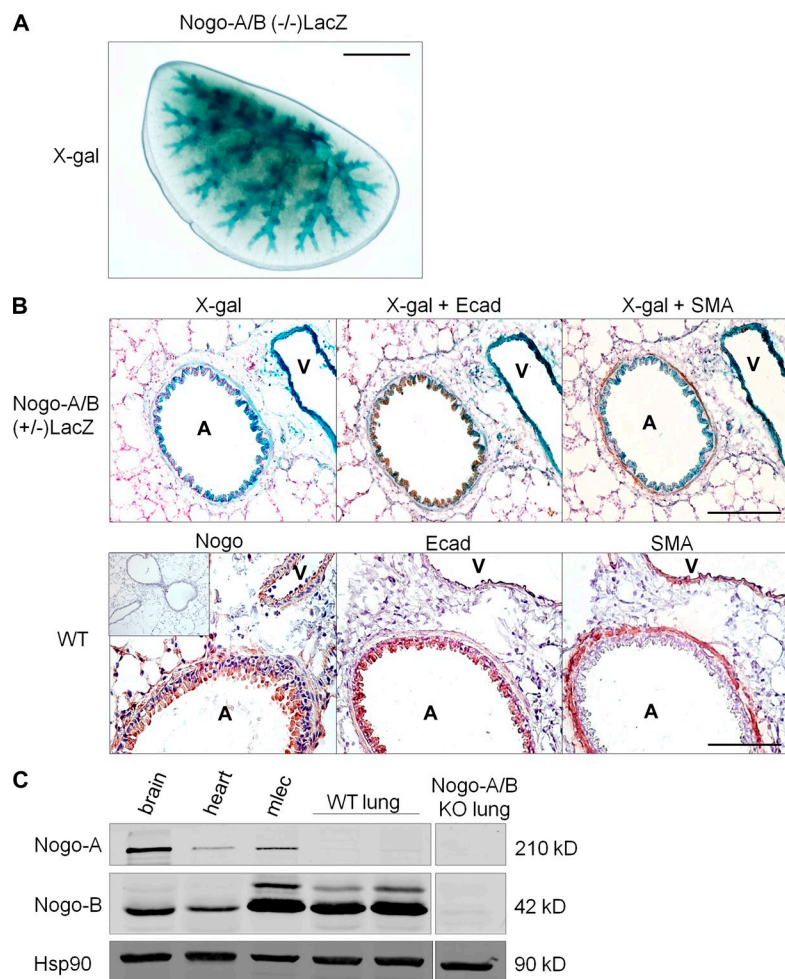 A
Nogo-A/B (-/-)LacZ
X-gal
B
X-gal
X-gal + Ecad
X-gal + SMA
Nogo-A/B
(+/-)LacZ
A
V
A
V
A
V
Nogo
Ecad
SMA
WT
V
A
V
A
V
A
C
brain
heart
mlec
WT lung
Nogo-A/B
KO lung
Nogo-A
210 kD
Nogo-B
42 kD
Hsp90
90 kD